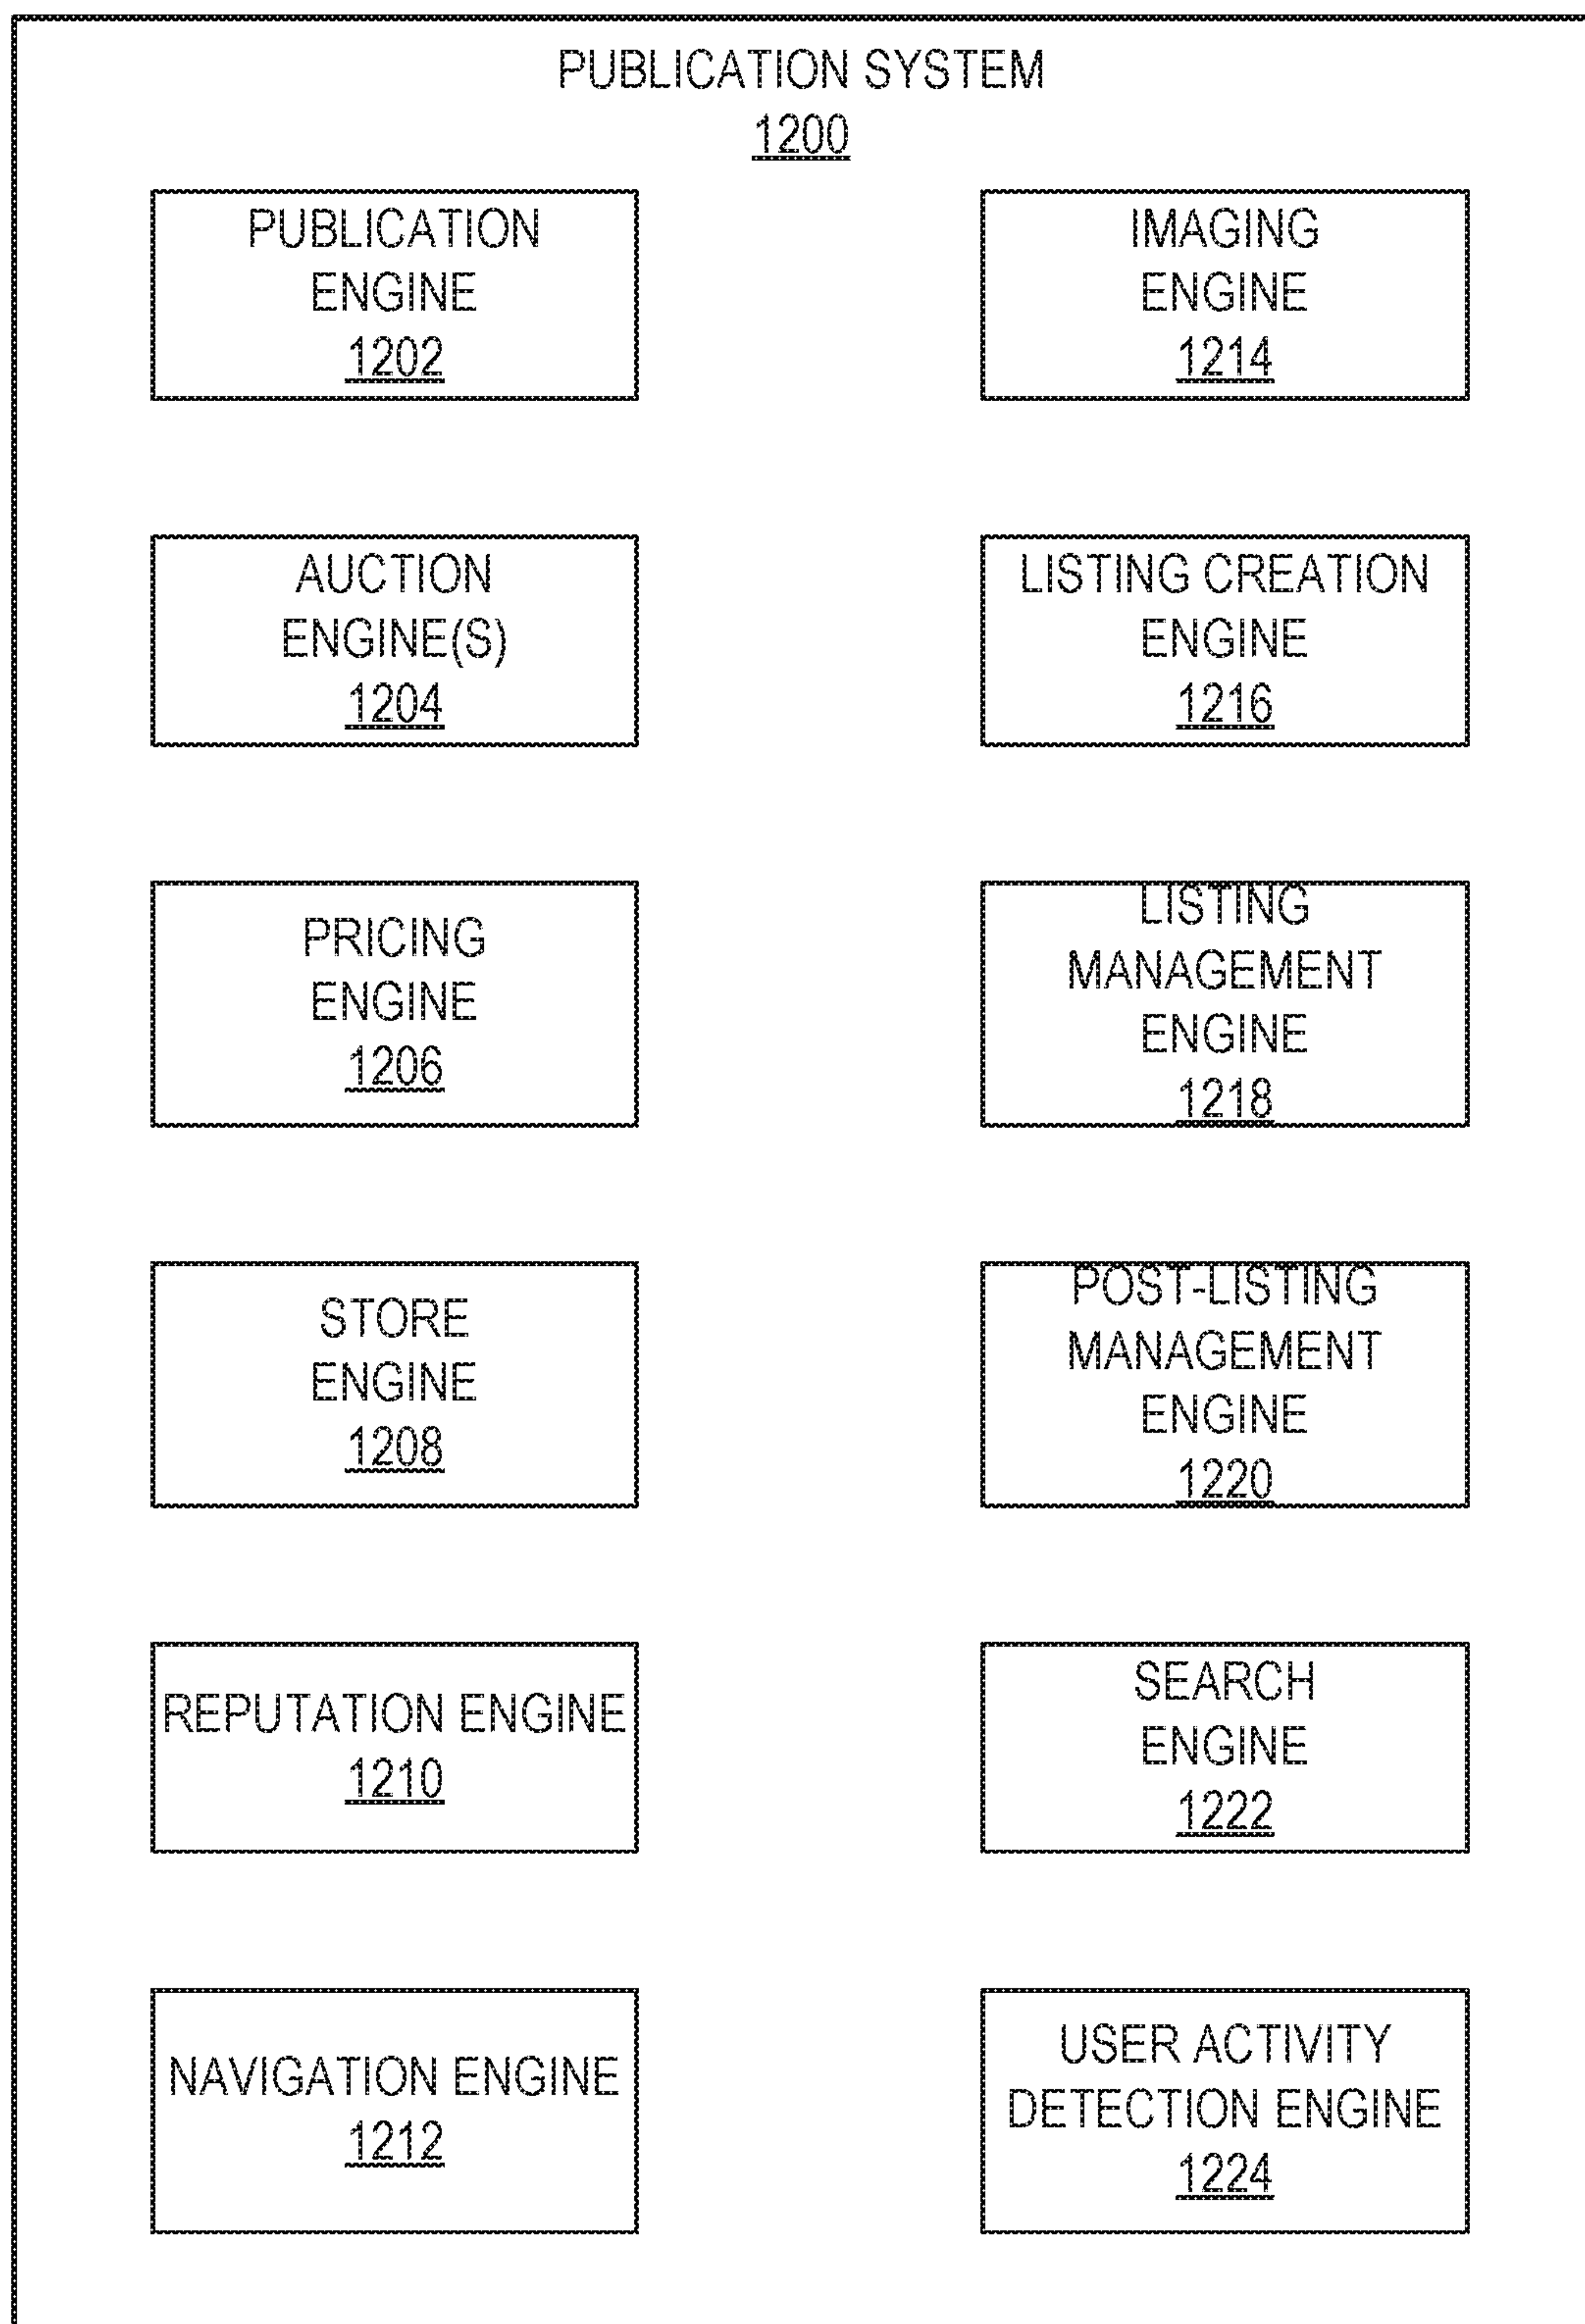 PUBLICATION SYSTEM
1200
PUBLICATION
ENGINE
1202
IMAGING
ENGINE
1214
AUCTION
ENGINE(S)
1204
LISTING CREATION
ENGINE
1216
PRICING
ENGINE
1206
LISTING
MANAGEMENT
ENGINE
1218
STORE
ENGINE
1208
POST-LISTING
MANAGEMENT
ENGINE
1220
REPUTATION ENGINE
1210
SEARCH
ENGINE
1222
NAVIGATION ENGINE
1212
USER ACTIVITY
DETECTION ENGINE
1224